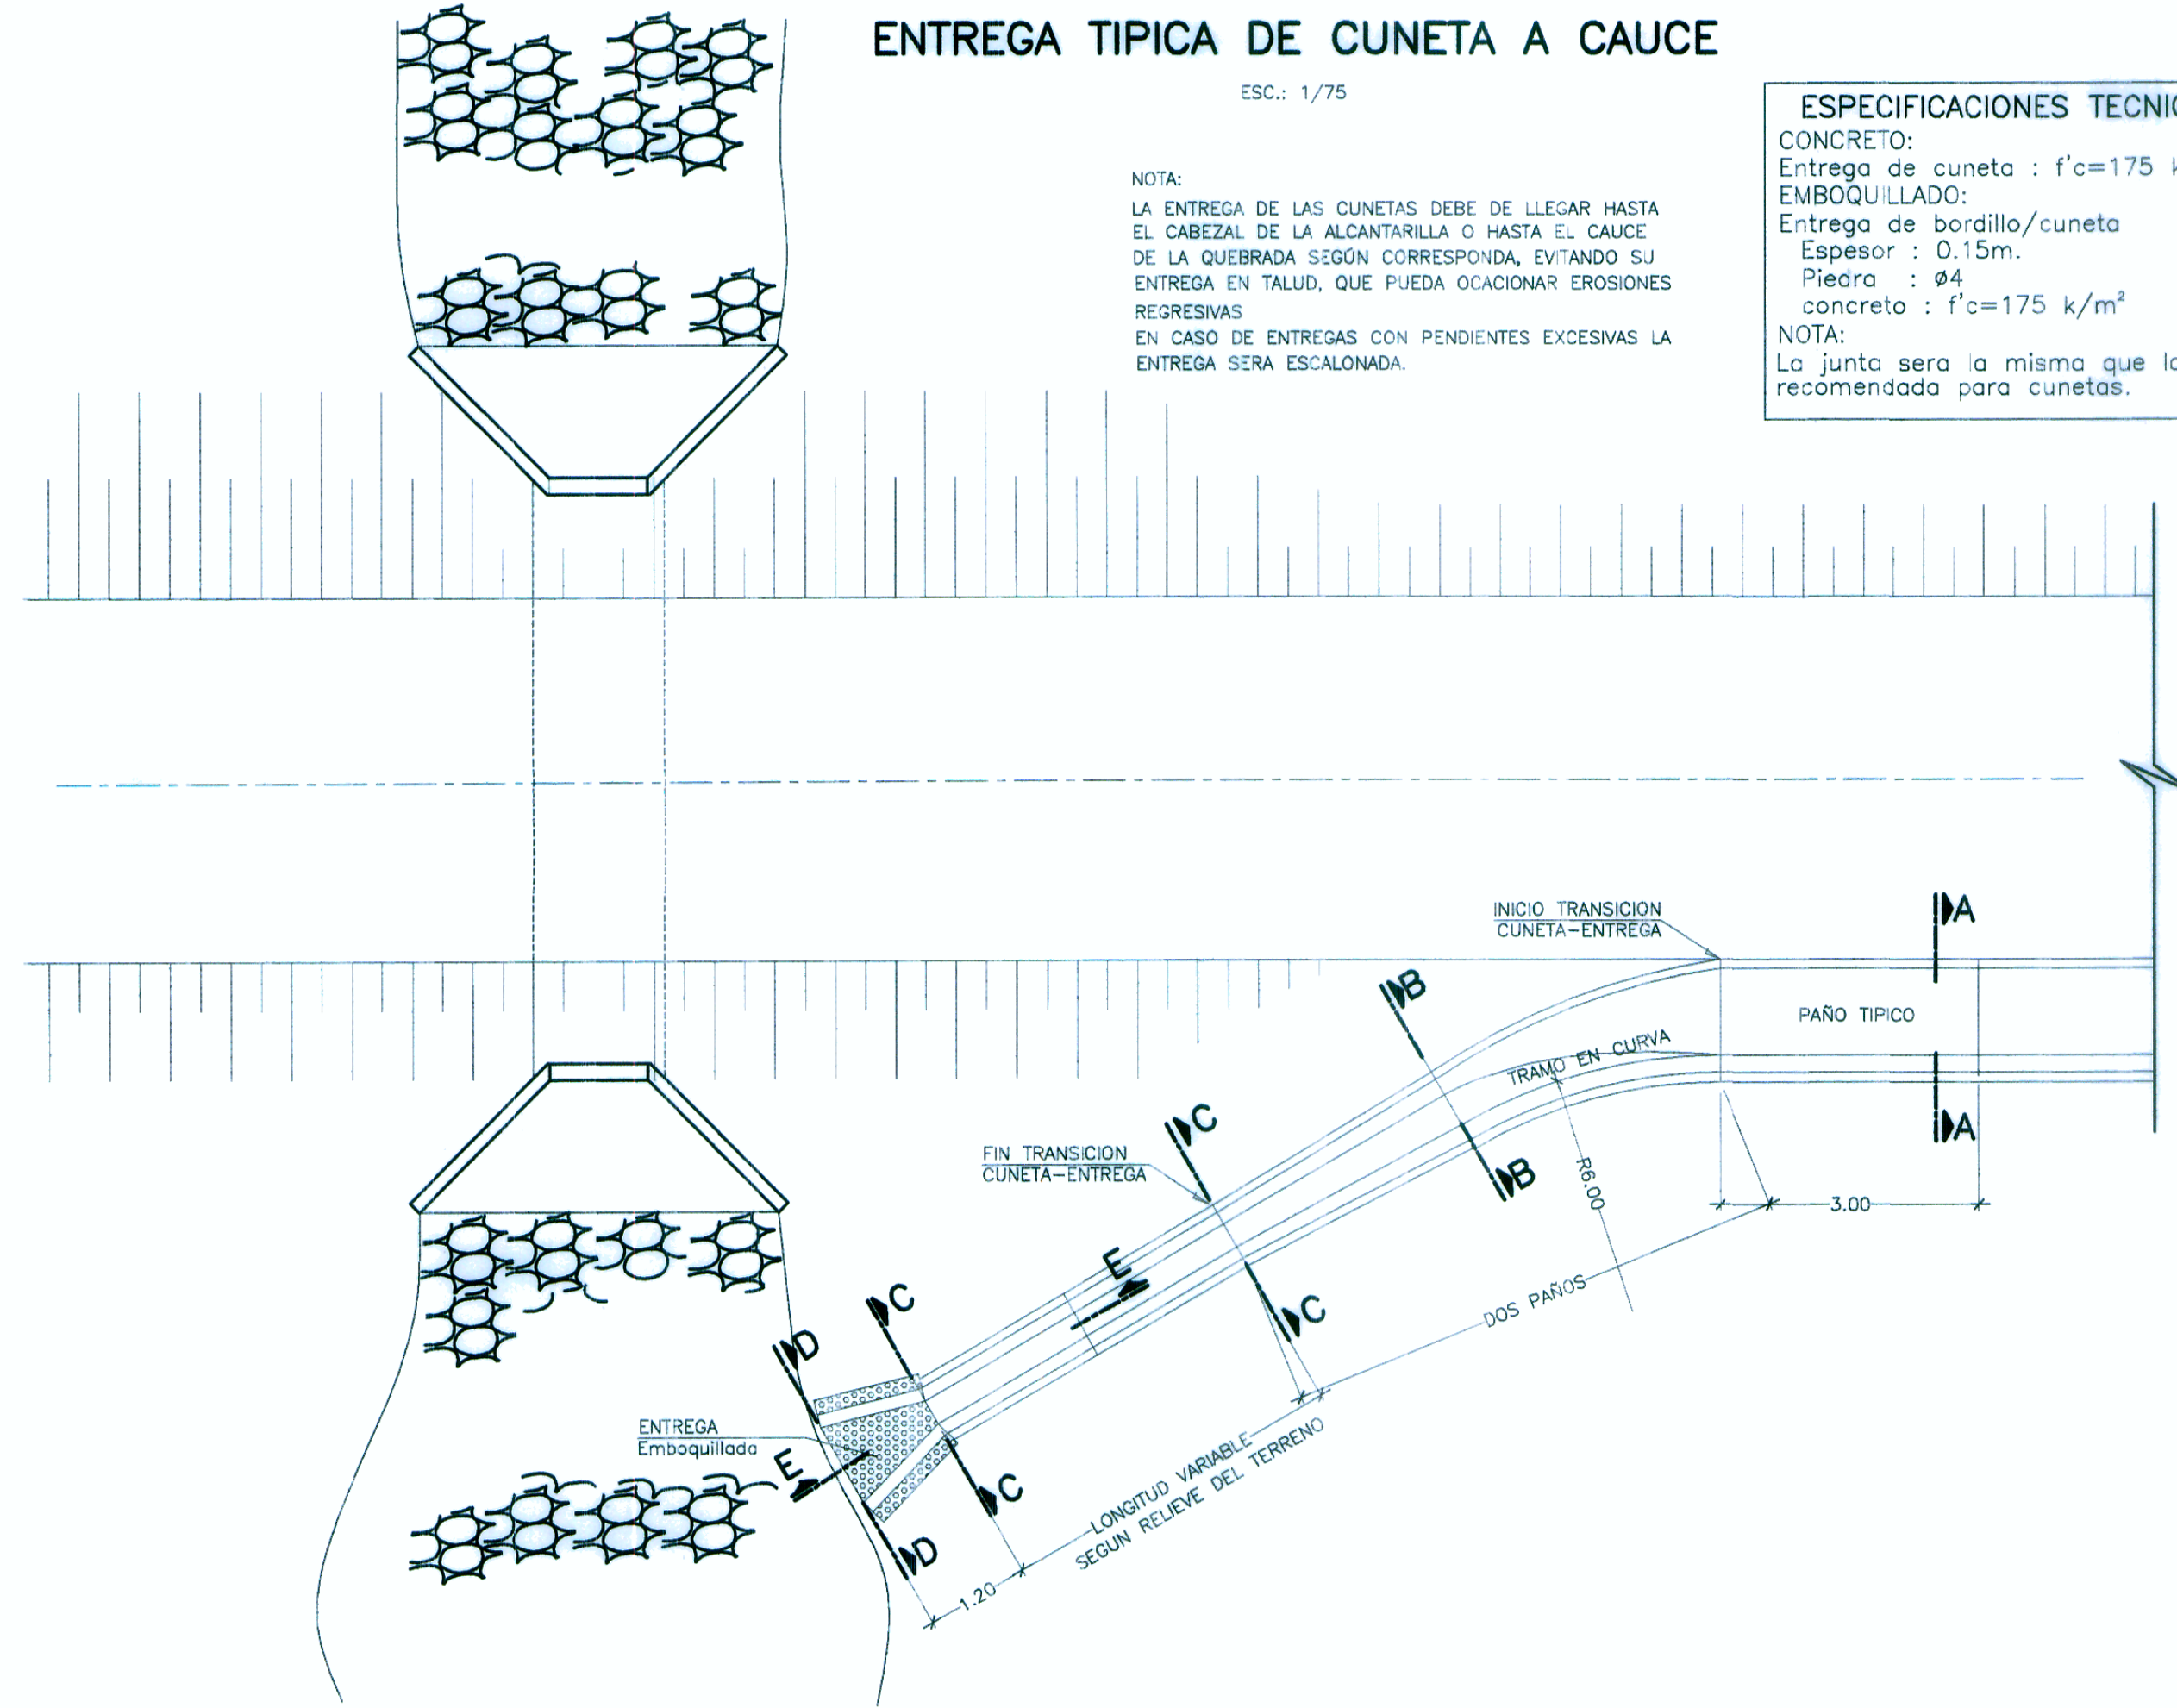 ENTREGA TIPICA DE CUNETA A CAUCE
ESC.: 1/75
ESPECIFICACIONES
CONCRETO:
Entrega de cuneta : f'c=175
EMBOQUILLADO:
Entrega de bordillo/cuneta
Espesor : 0.15m.
Piedra : ø4
concreto : f'c=175 k/m²
NOTA:
La junta sera la misma que
recomendada para cunetas.
NOTA:
LA ENTREGA DE LAS CUNETAS DEBE DE LLEGAR HASTA
EL CABEZAL DE LA ALCANTARILLA O HASTA EL CAUCE
DE LA QUEBRADA SEGÚN CORRESPONDA, EVITANDO SU
ENTREGA EN TALUD, QUE PUEDA OCACIONAR EROSIONES
REGRESIVAS
EN CASO DE ENTREGAS CON PENDIENTES EXCESIVAS LA
ENTREGA SERA ESCALONADA.
INICIO TRANSICION
CUNETA-ENTREGA
A
B
PAÑO TIPICO
TRAMO EN CURVA
A
C
B
FIN TRANSICION
CUNETA-ENTREGA
R6.00
3.00
E
C
C
DOS PAÑOS
D
ENTREGA
Emboquillada
E
C
D
LONGITUD VARIABLE
SEGUN RELIEVE DEL TERRENO
1.20